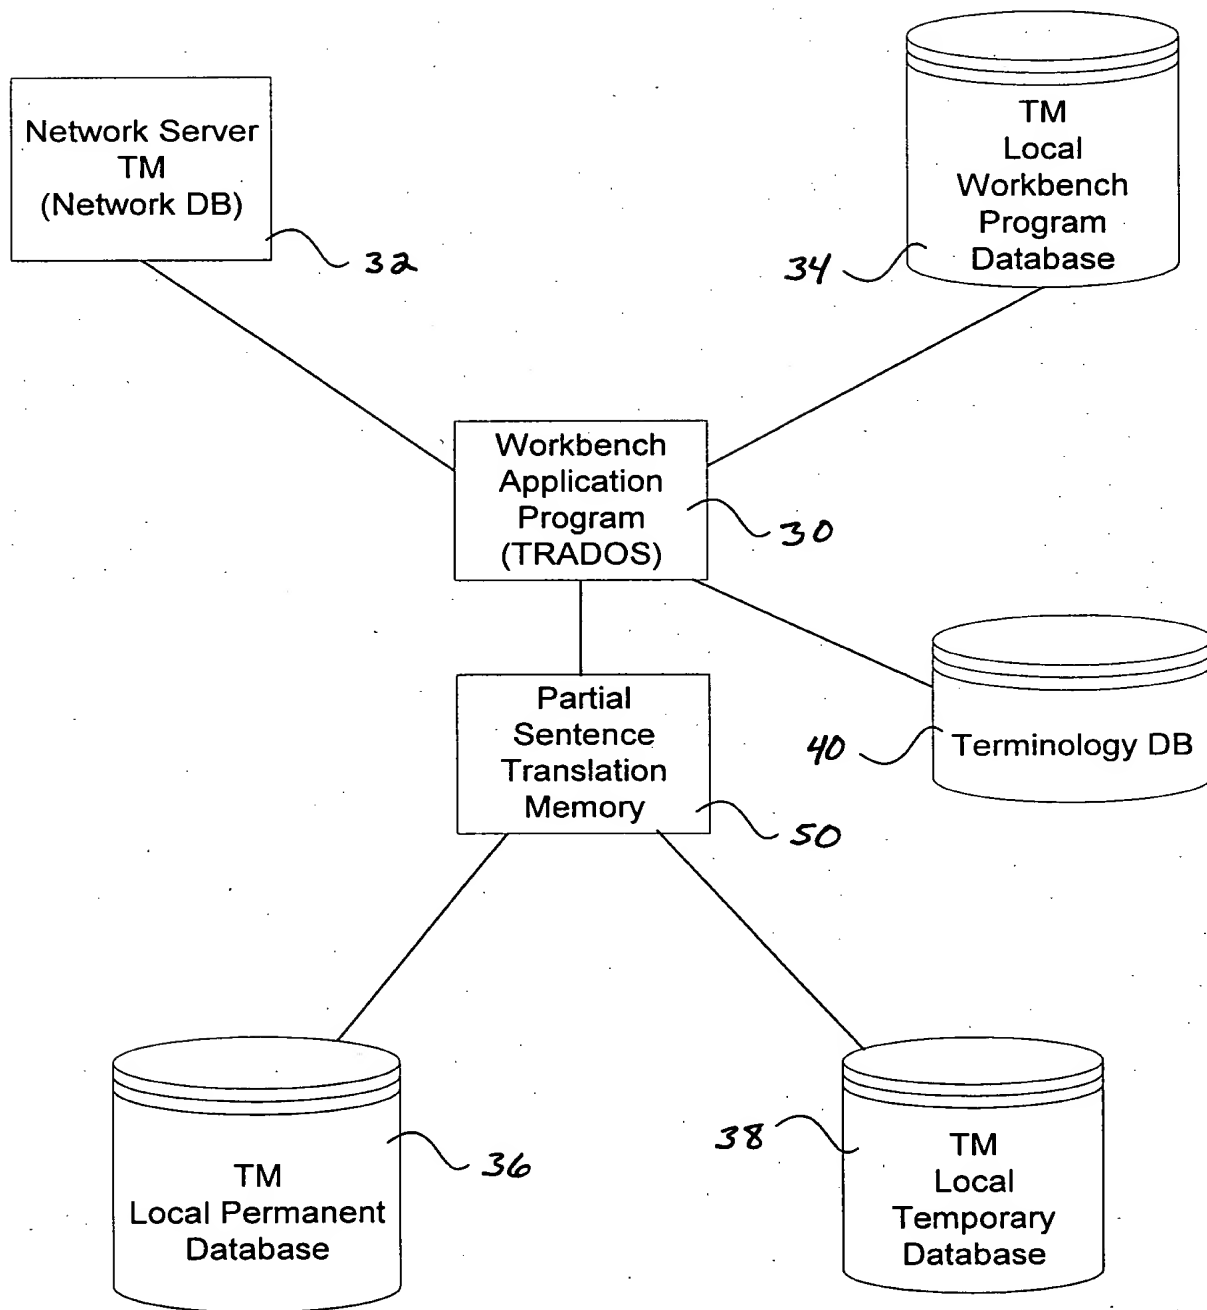 Network Server
TM
(Network DB)
32
TM
Local
Workbench
Program
Database
34
Workbench
Application
Program
(TRADOS)
30
Partial
Sentence
Translation
Memory
50
40
Terminology DB
TM
Local Permanent
Database
36
38
TM
Local
Temporary
Database